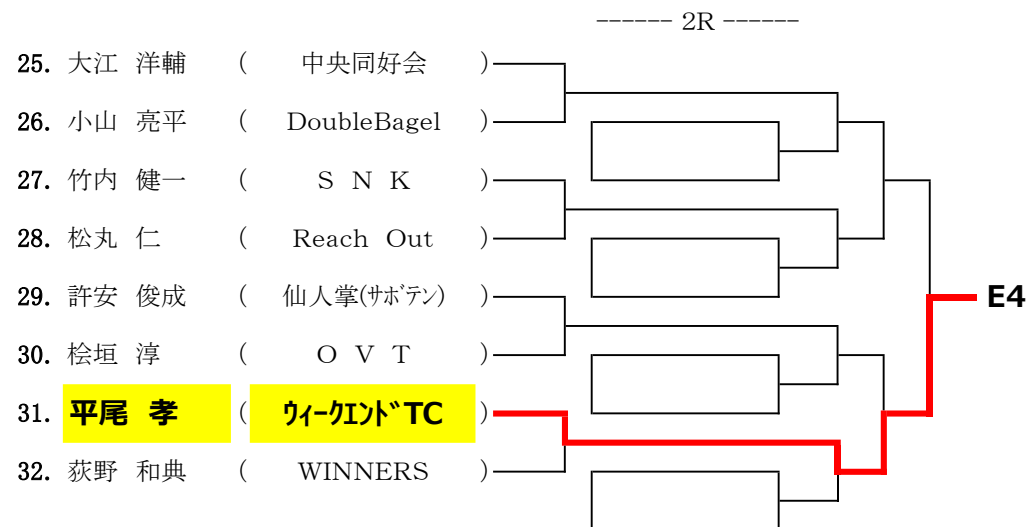 ------ 2R ------
25. 大江 洋輔 ( 中央同好会 )
26. 小山 亮平 ( DoubleBagel )
27. 竹内 健一 ( S N K )
28. 松丸 仁 ( Reach Out )
29. 許安 俊成 ( 仙人掌(ｻﾎﾞﾃﾝ) )
E4
30. 桧垣 淳 ( O V T )
31. 平尾 孝 ( ｳｨｰｸｴﾝﾄﾞTC )
32. 荻野 和典 ( WINNERS )